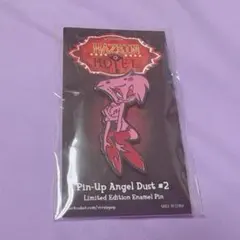 HAZBIN
HOTEL
Pin-Up Angel Dust #2
Limited Edition Enamel Pin